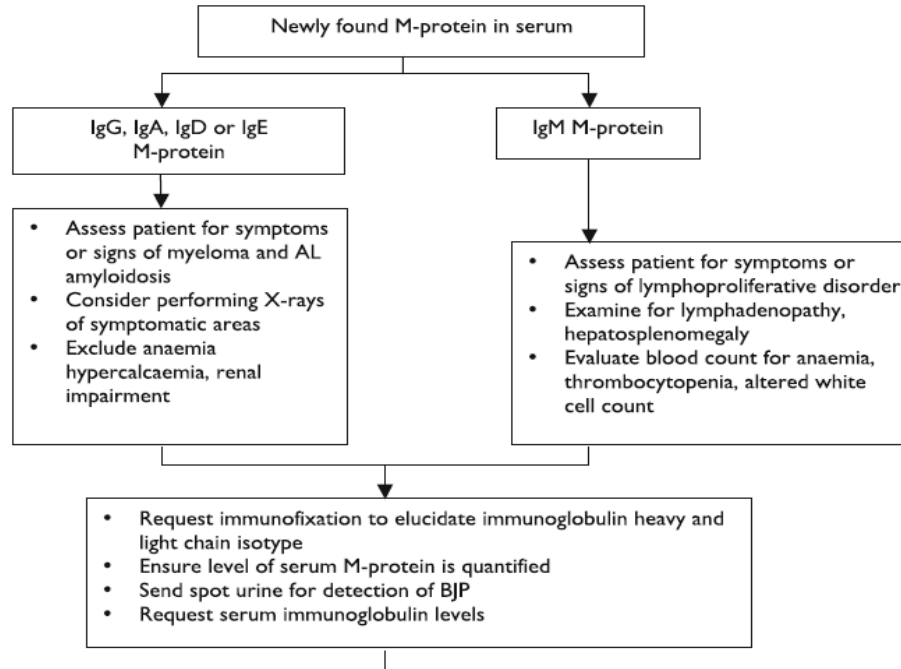 Newly found M-protein in serum
IgG, IgA, IgD or IgE
M-protein
IgM M-protein
• Assess patient for symptoms
or signs of myeloma and AL
amyloidosis
• Consider performing X-rays
of symptomatic areas
• Exclude anaemia
hypercalcaemia, renal
impairment
• Assess patient for symptoms or
signs of lymphoproliferative disorder
• Examine for lymphadenopathy,
hepatosplenomegaly
• Evaluate blood count for anaemia,
thrombocytopenia, altered white
cell count
• Request immunofixation to elucidate immunoglobulin heavy and
light chain isotype
• Ensure level of serum M-protein is quantified
• Send spot urine for detection of BJP
• Request serum immunoglobulin levels